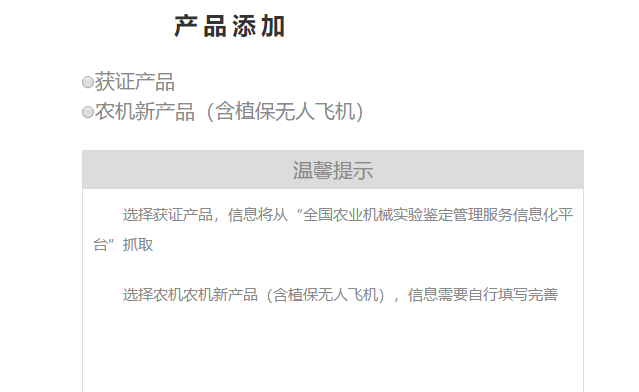 产品添加
获证产品
农机新产品（含植保无人飞机）
温馨提示
选择获证产品，信息将从“全国农业机械实验鉴定管理服务信息化平
台”抓取
选择农机农机新产品（含植保无人飞机），信息需要自行填写完善